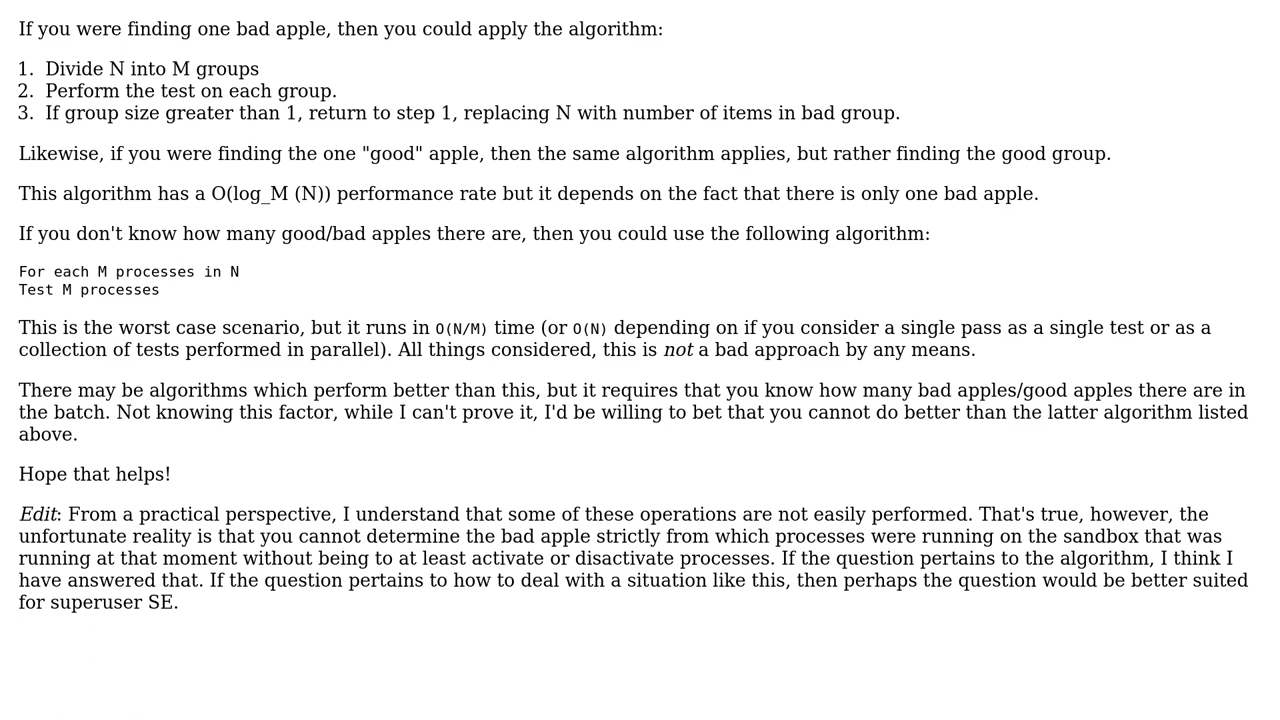 If you were finding one bad apple, then you could apply the algorithm:
1. Divide N into M groups
2. Perform the test on each group.
3. If group size greater than 1, return to step 1, replacing N with number of items in bad group.
Likewise, if you were finding the one "good" apple, then the same algorithm applies, but rather finding the good group.
This algorithm has a O(log_M (N)) performance rate but it depends on the fact that there is only one bad apple.
If you don't know how many good/bad apples there are, then you could use the following algorithm:
For each M processes in N
Test M processes
This is the worst case scenario, but it runs in O(N/M) time (or O(N) depending on if you consider a single pass as a single test or as a
collection of tests performed in parallel). All things considered, this is not a bad approach by any means.
There may be algorithms which perform better than this, but it requires that you know how many bad apples/good apples there are in
the batch. Not knowing this factor, while I can't prove it, I'd be willing to bet that you cannot do better than the latter algorithm listed
above.
Hope that helps!
Edit: From a practical perspective, I understand that some of these operations are not easily performed. That's true, however, the
unfortunate reality is that you cannot determine the bad apple strictly from which processes were running on the sandbox that was
running at that moment without being to at least activate or disactivate processes. If the question pertains to the algorithm, I think I
have answered that. If the question pertains to how to deal with a situation like this, then perhaps the question would be better suited
for superuser SE.